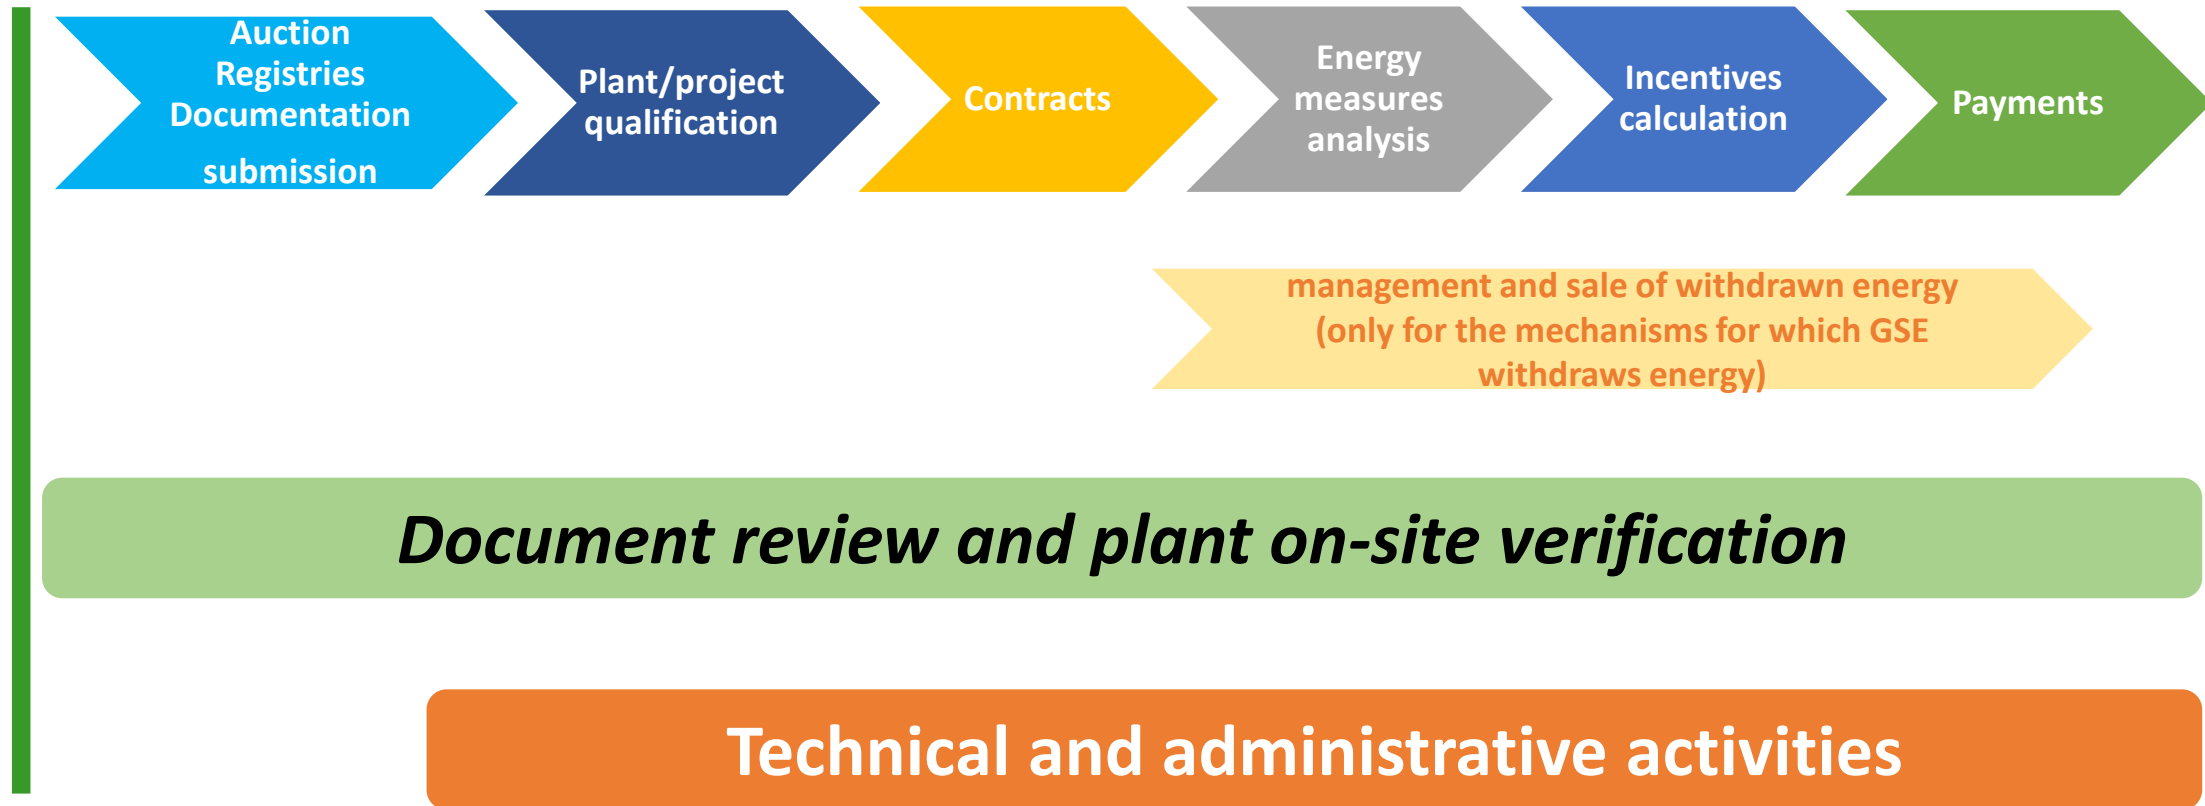 Auction
Registries
Documentation
submission
Plant/project
qualification
Contracts
Energy
measures
analysis
Incentives
calculation
Payments
management and sale of withdrawn energy
(only for the mechanisms for which GSE
withdraws energy)
Document review and plant on-site verification
Technical and administrative activities